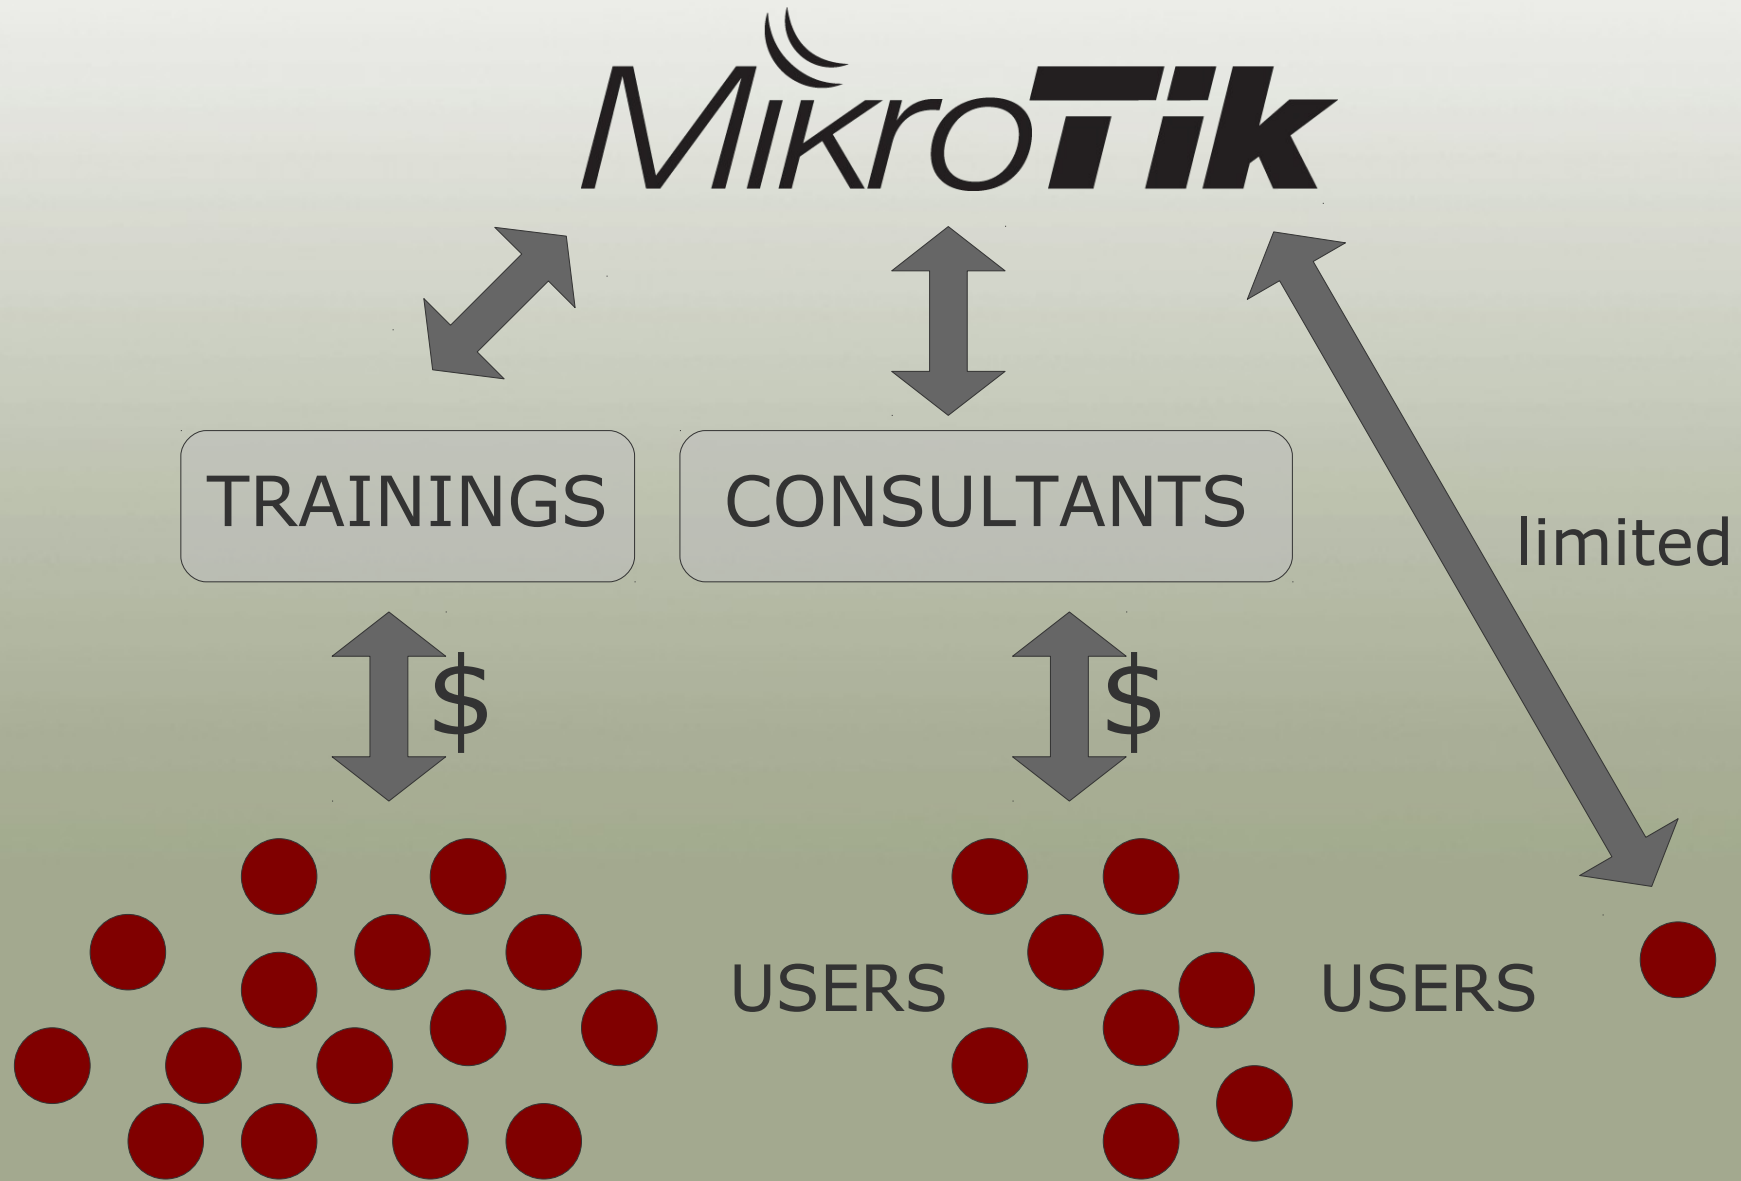 MikroTik
TRAININGS
CONSULTANTS
limited
$
$
USERS
USERS